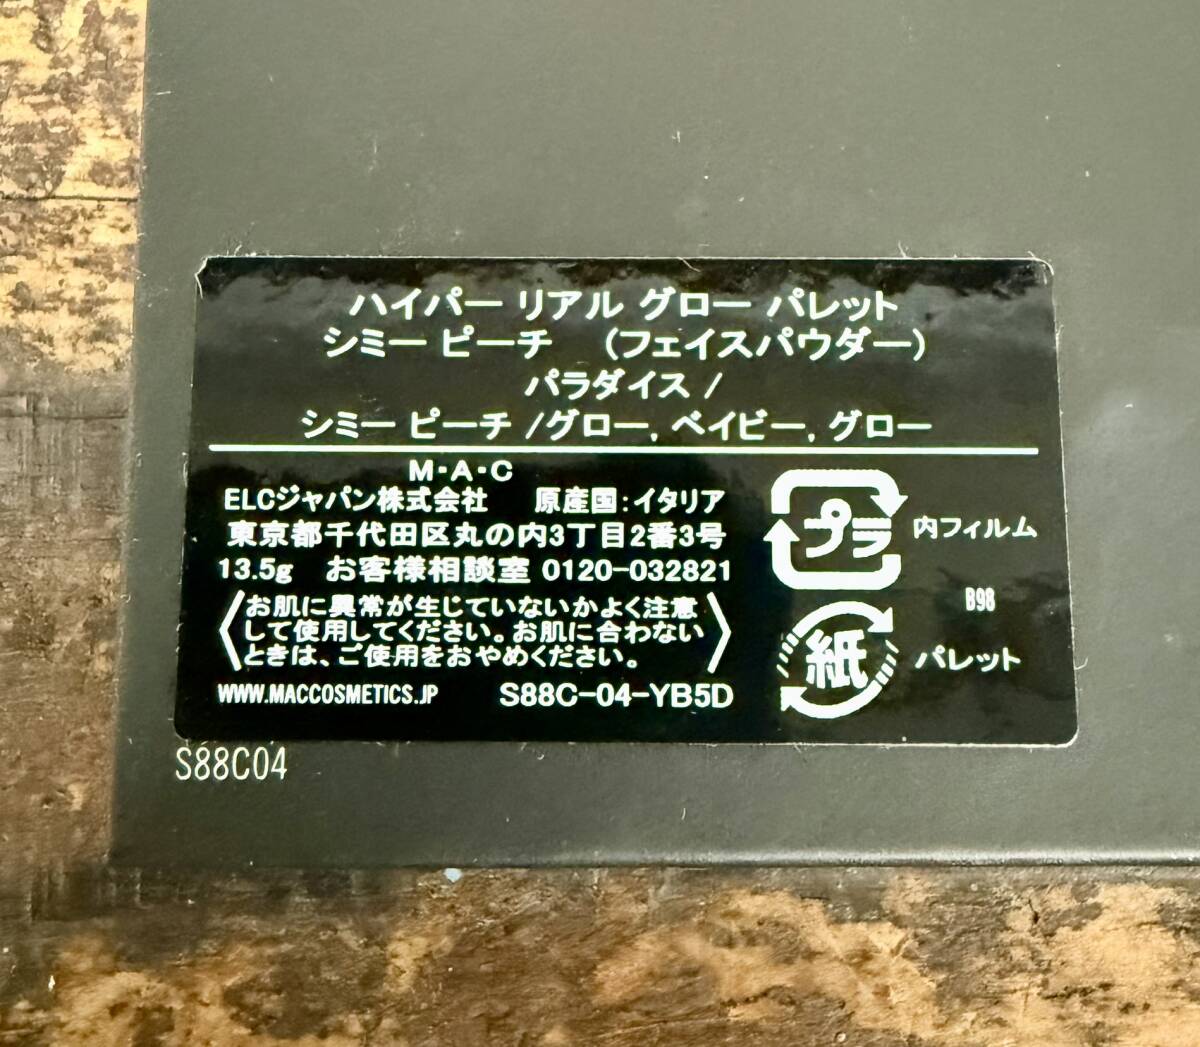 ハイパー リアル グロー パレット
シミー ピーチ （フェイスパウダー）
パラダイス /
シミー ピーチ /グロー, ベイビー, グロー
M・A・C
ELCジャパン株式会社 原産国：イタリア
東京都千代田区丸の内3丁目2番3号
13.5g お客様相談室 0120-032821
〈お肌に異常が生じていないかよく注意
して使用してください。お肌に合わない
ときは、ご使用をおやめください。〉
WWW.MACCOSMETICS.JP S88C-04-YB5D
プラ 内フィルム
B98
紙 パレット
S88C04